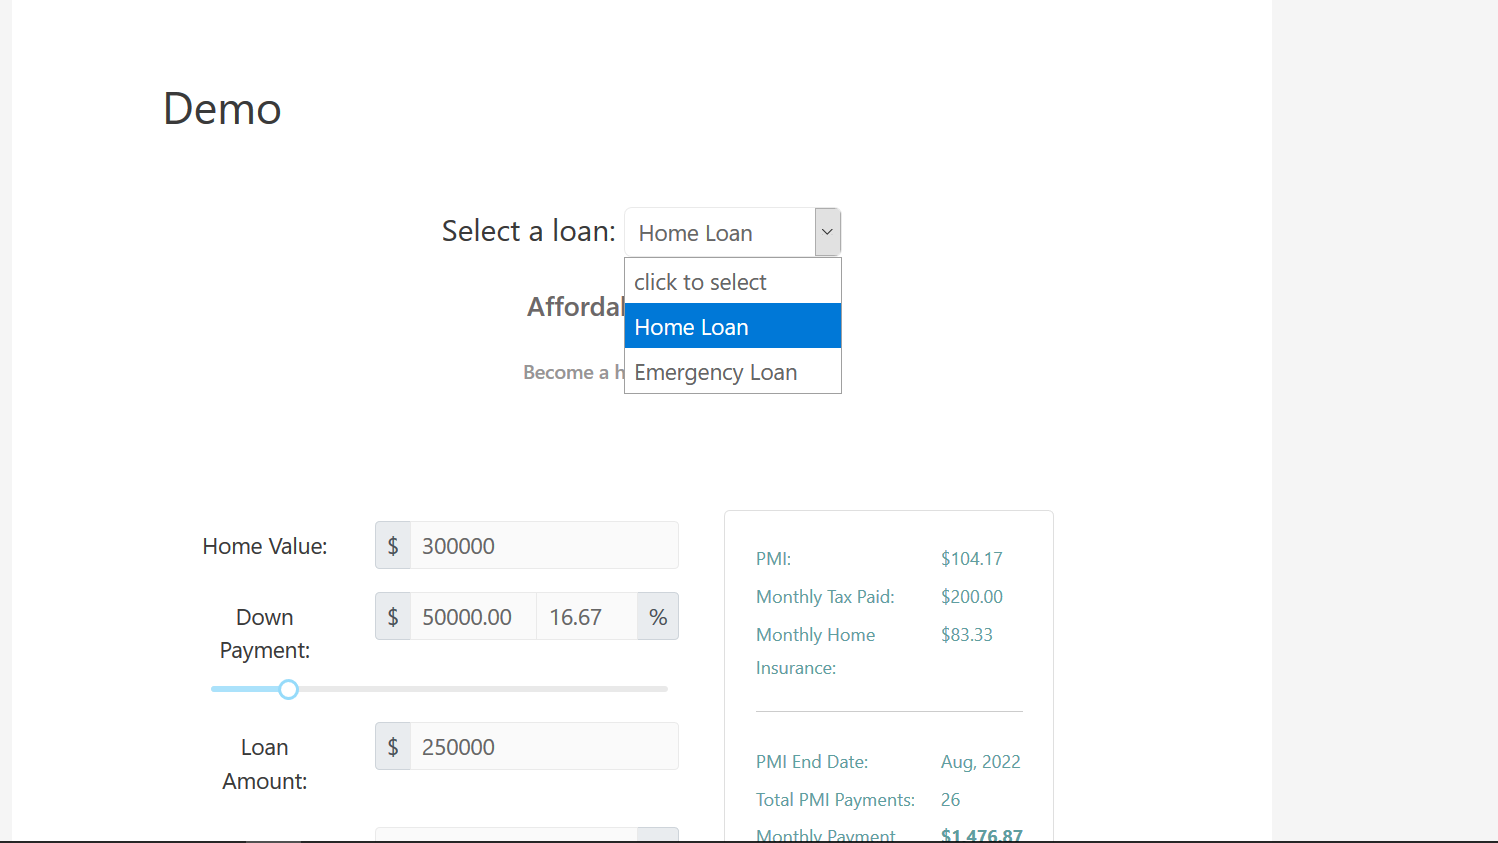 Demo
Select a loan: Home Loan
click to select
Home Loan
Emergency Loan
Become a
Home Value: $ 300000
Down
Payment:
$ 50000.00 16.67 %
Loan
Amount:
$ 250000
PMI: $104.17
Monthly Tax Paid: $200.00
Monthly Home
Insurance:
$83.33
PMI End Date: Aug, 2022
Total PMI Payments: 26
Monthly Payment $1,476.87